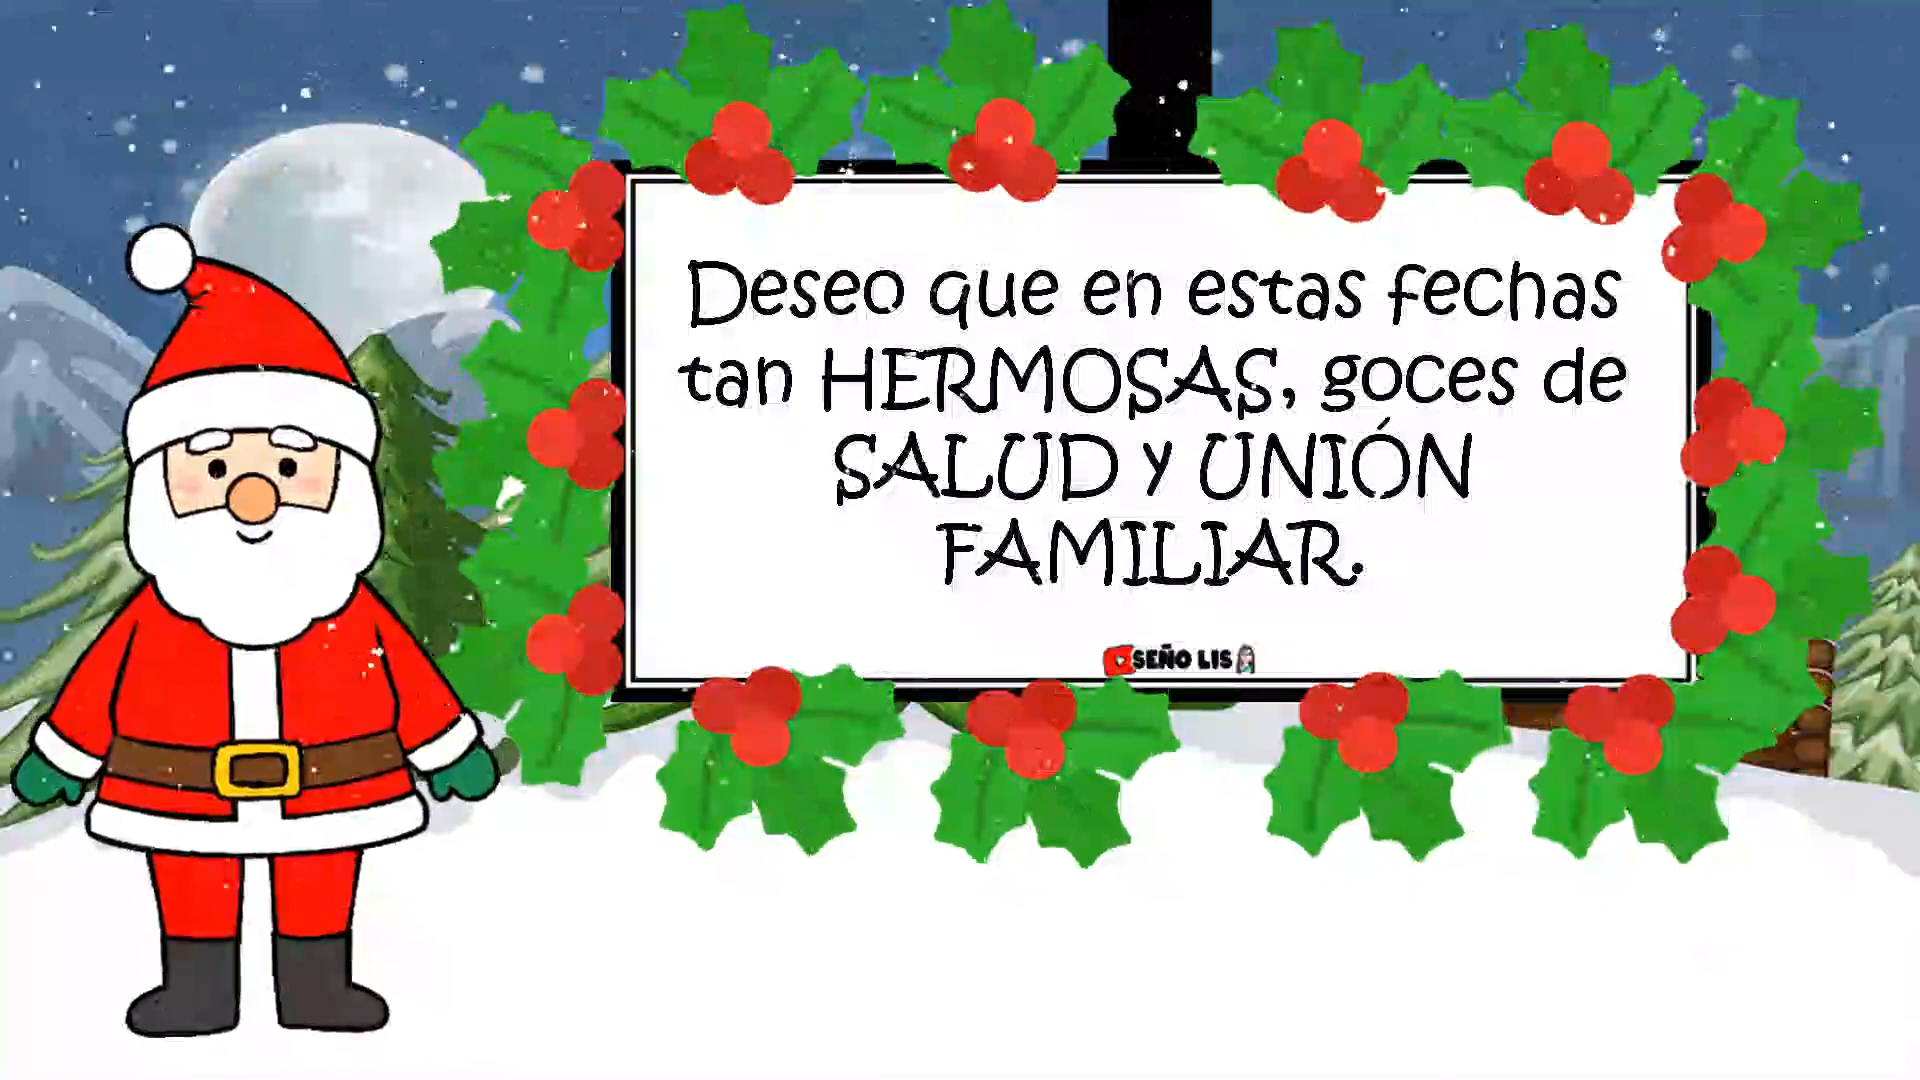 Deseo que en estas fechas
tan HERMOSAS, goces de
SALUD y UNIÓN
FAMILIAR.
SEÑO LIS